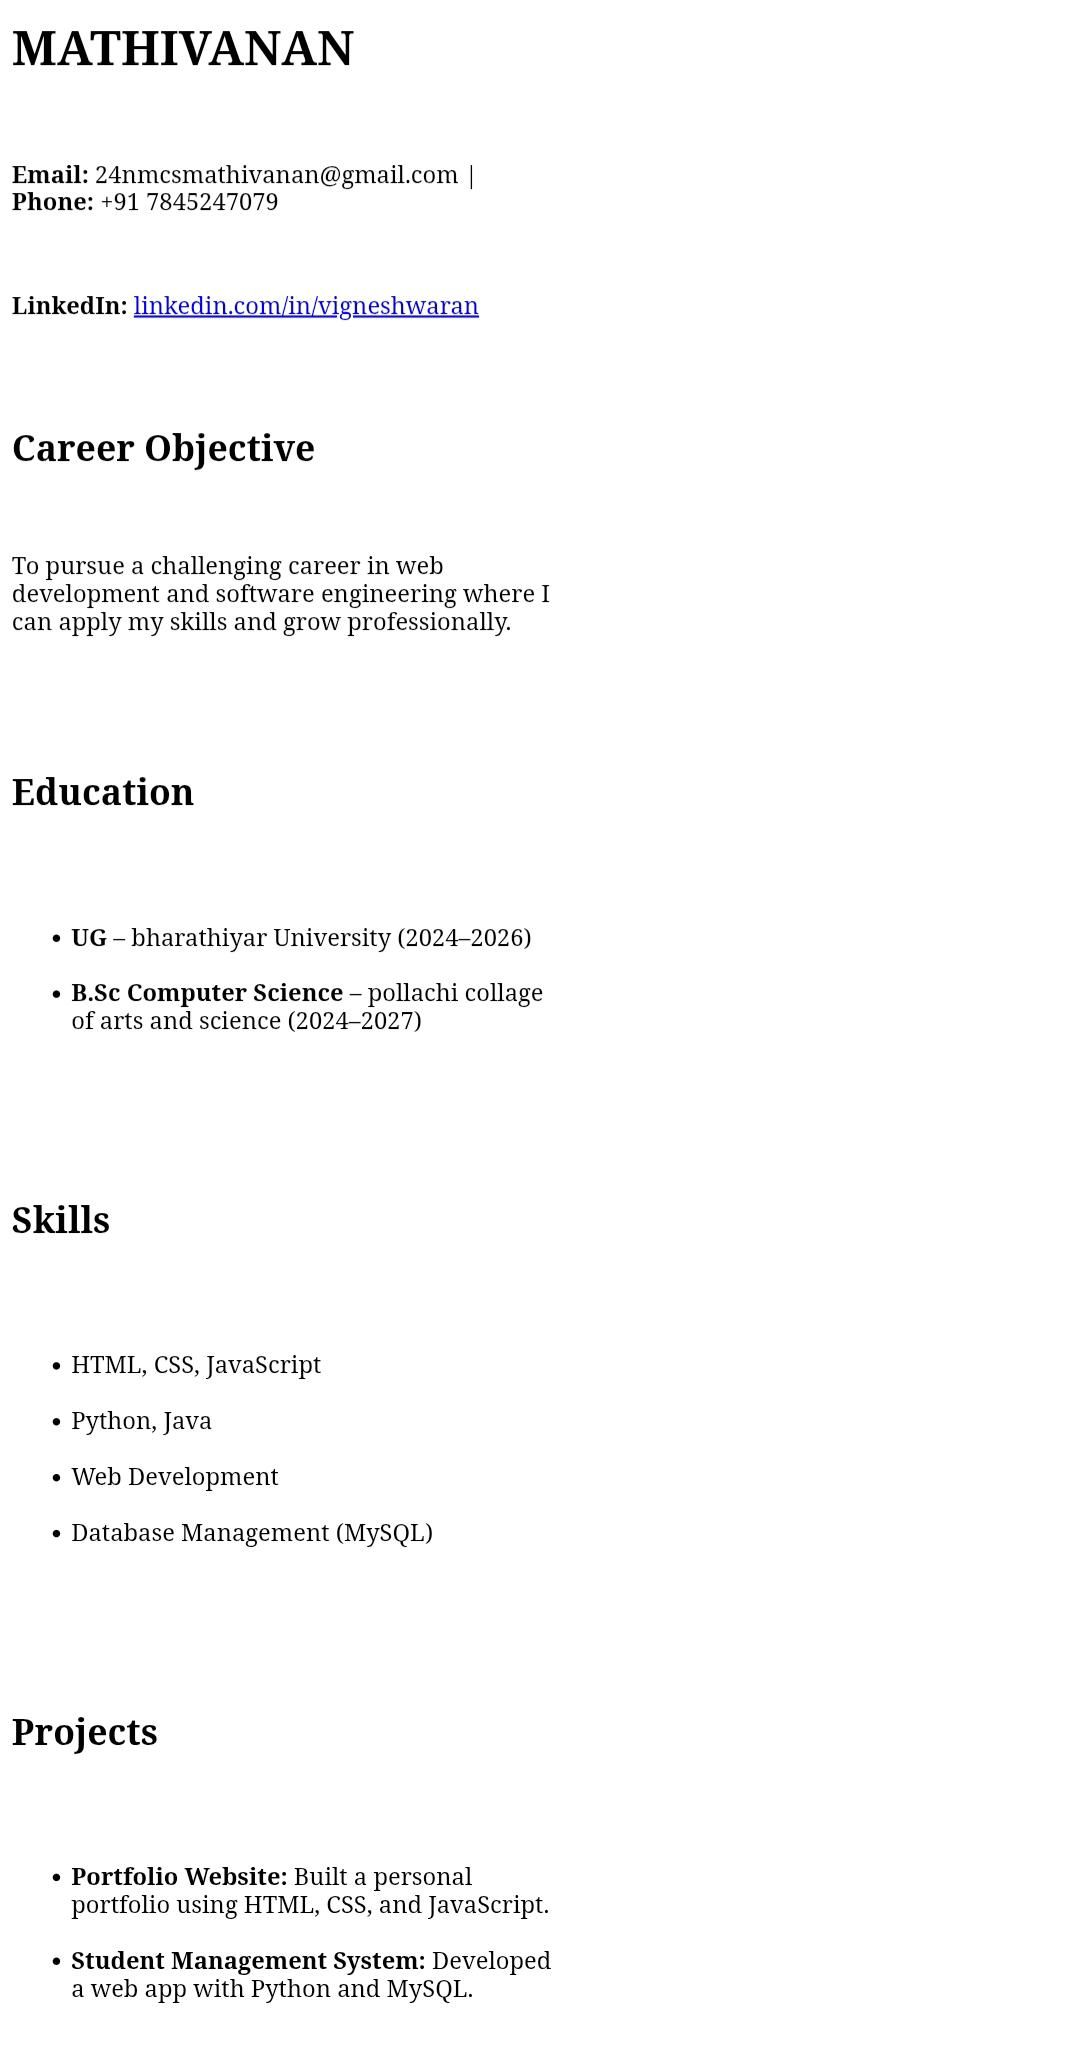 MATHIVANAN
Email: 24nmcsmathivanan@gmail.com |
Phone: +91 7845247079
LinkedIn: linkedin.com/in/vigneshwaran
Career Objective
To pursue a challenging career in web
development and software engineering where I
can apply my skills and grow professionally.
Education
• UG – bharathiyar University (2024–2026)
• B.Sc Computer Science – pollachi collage
of arts and science (2024–2027)
Skills
• HTML, CSS, JavaScript
• Python, Java
• Web Development
• Database Management (MySQL)
Projects
• Portfolio Website: Built a personal
portfolio using HTML, CSS, and JavaScript.
• Student Management System: Developed
a web app with Python and MySQL.